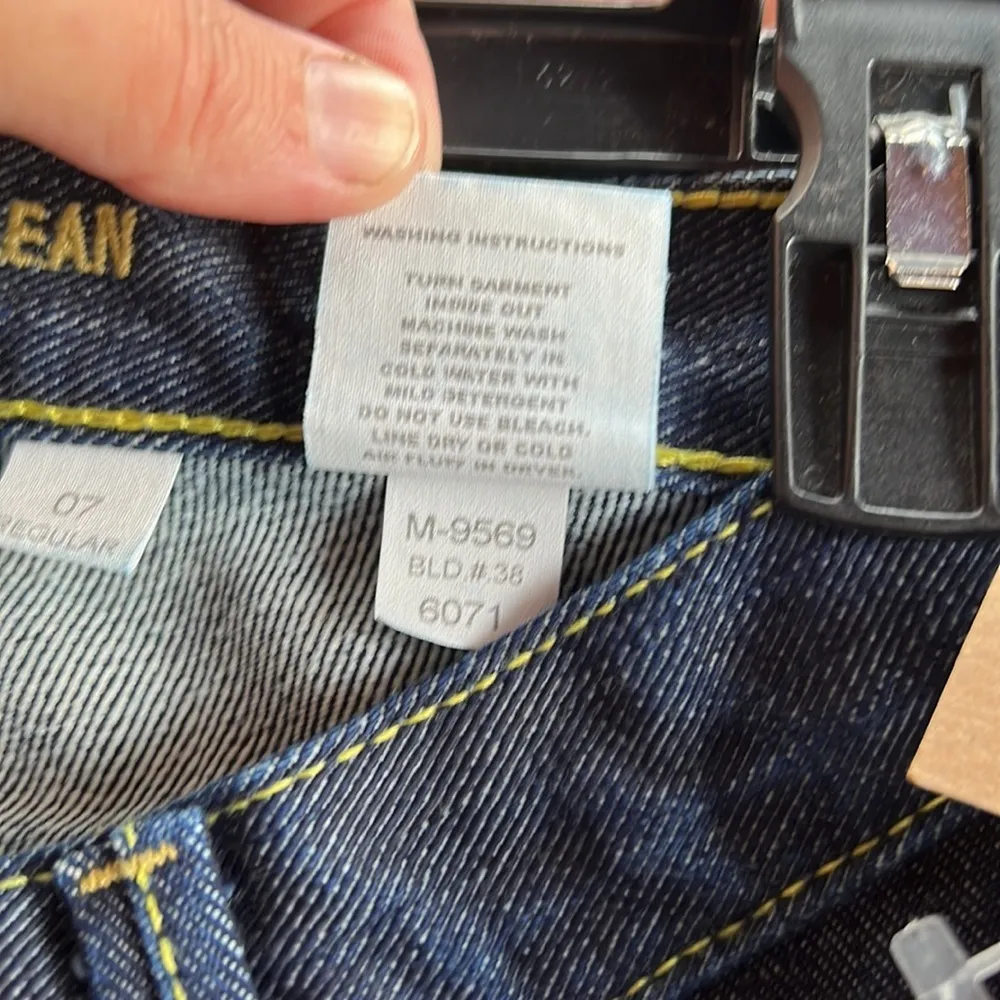 LEAN
WASHING INSTRUCTIONS
TURN GARMENT
INSIDE OUT
MACHINE WASH
SEPARATELY IN
COLD WATER WITH
MILD DETERGENT
DO NOT USE BLEACH.
LINE DRY OR COLD
AIR FLUFF IN DRYER.
07
REGULAR
M-9569
BLD.#.38
6071